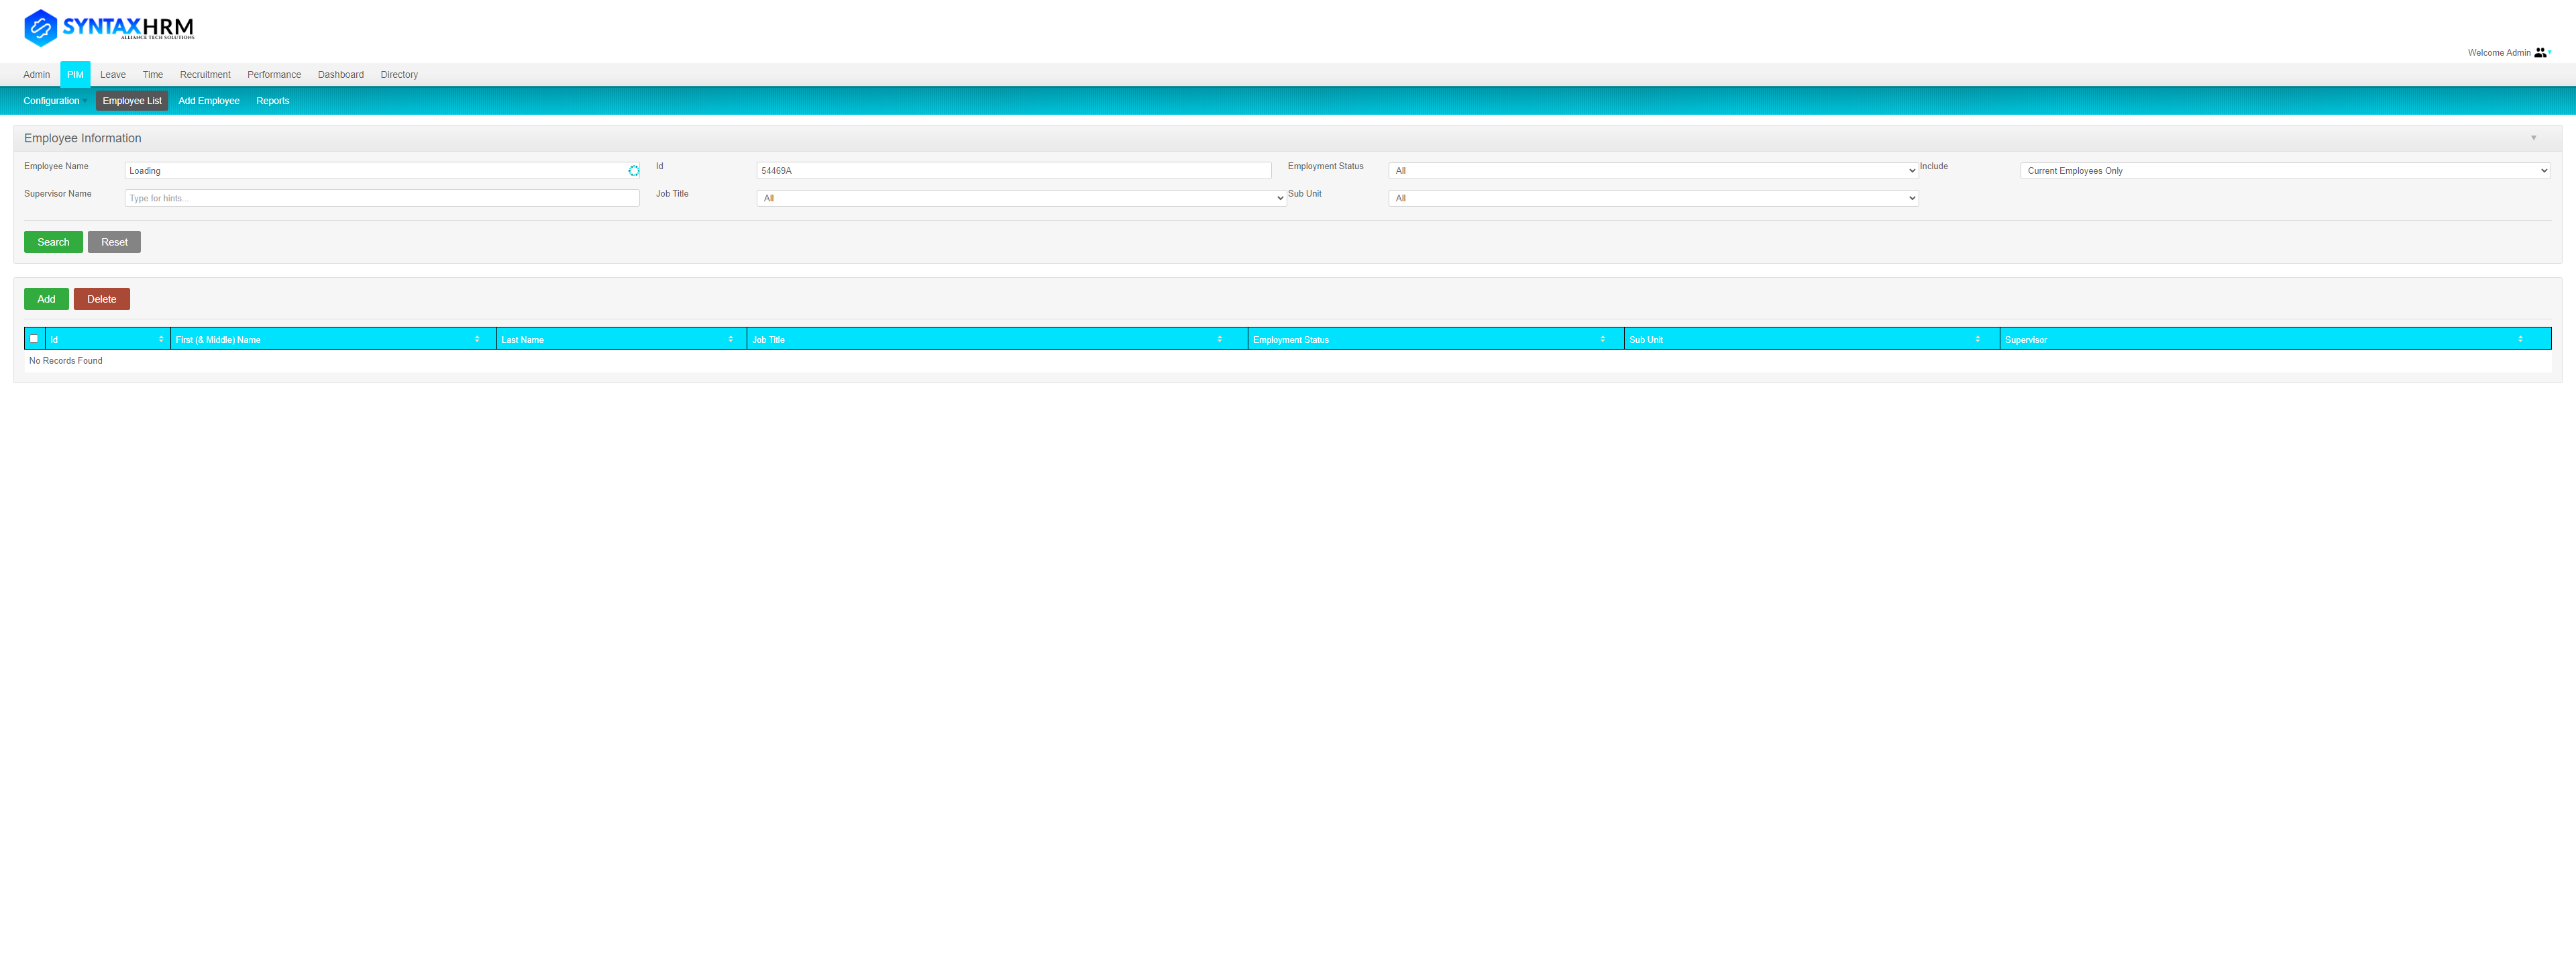 SYNTAXHRM
ALLIANCE TECH SOLUTIONS
Welcome Admin
Admin PIM Leave Time Recruitment Performance Dashboard Directory
Configuration Employee List Add Employee Reports
Employee Information
Employee Name Loading Id 54469A Employment Status All Include Current Employees Only
Supervisor Name Type for hints... Job Title All Sub Unit All
Search Reset
Add Delete
Id First (& Middle) Name Last Name Job Title Employment Status Sub Unit Supervisor
No Records Found